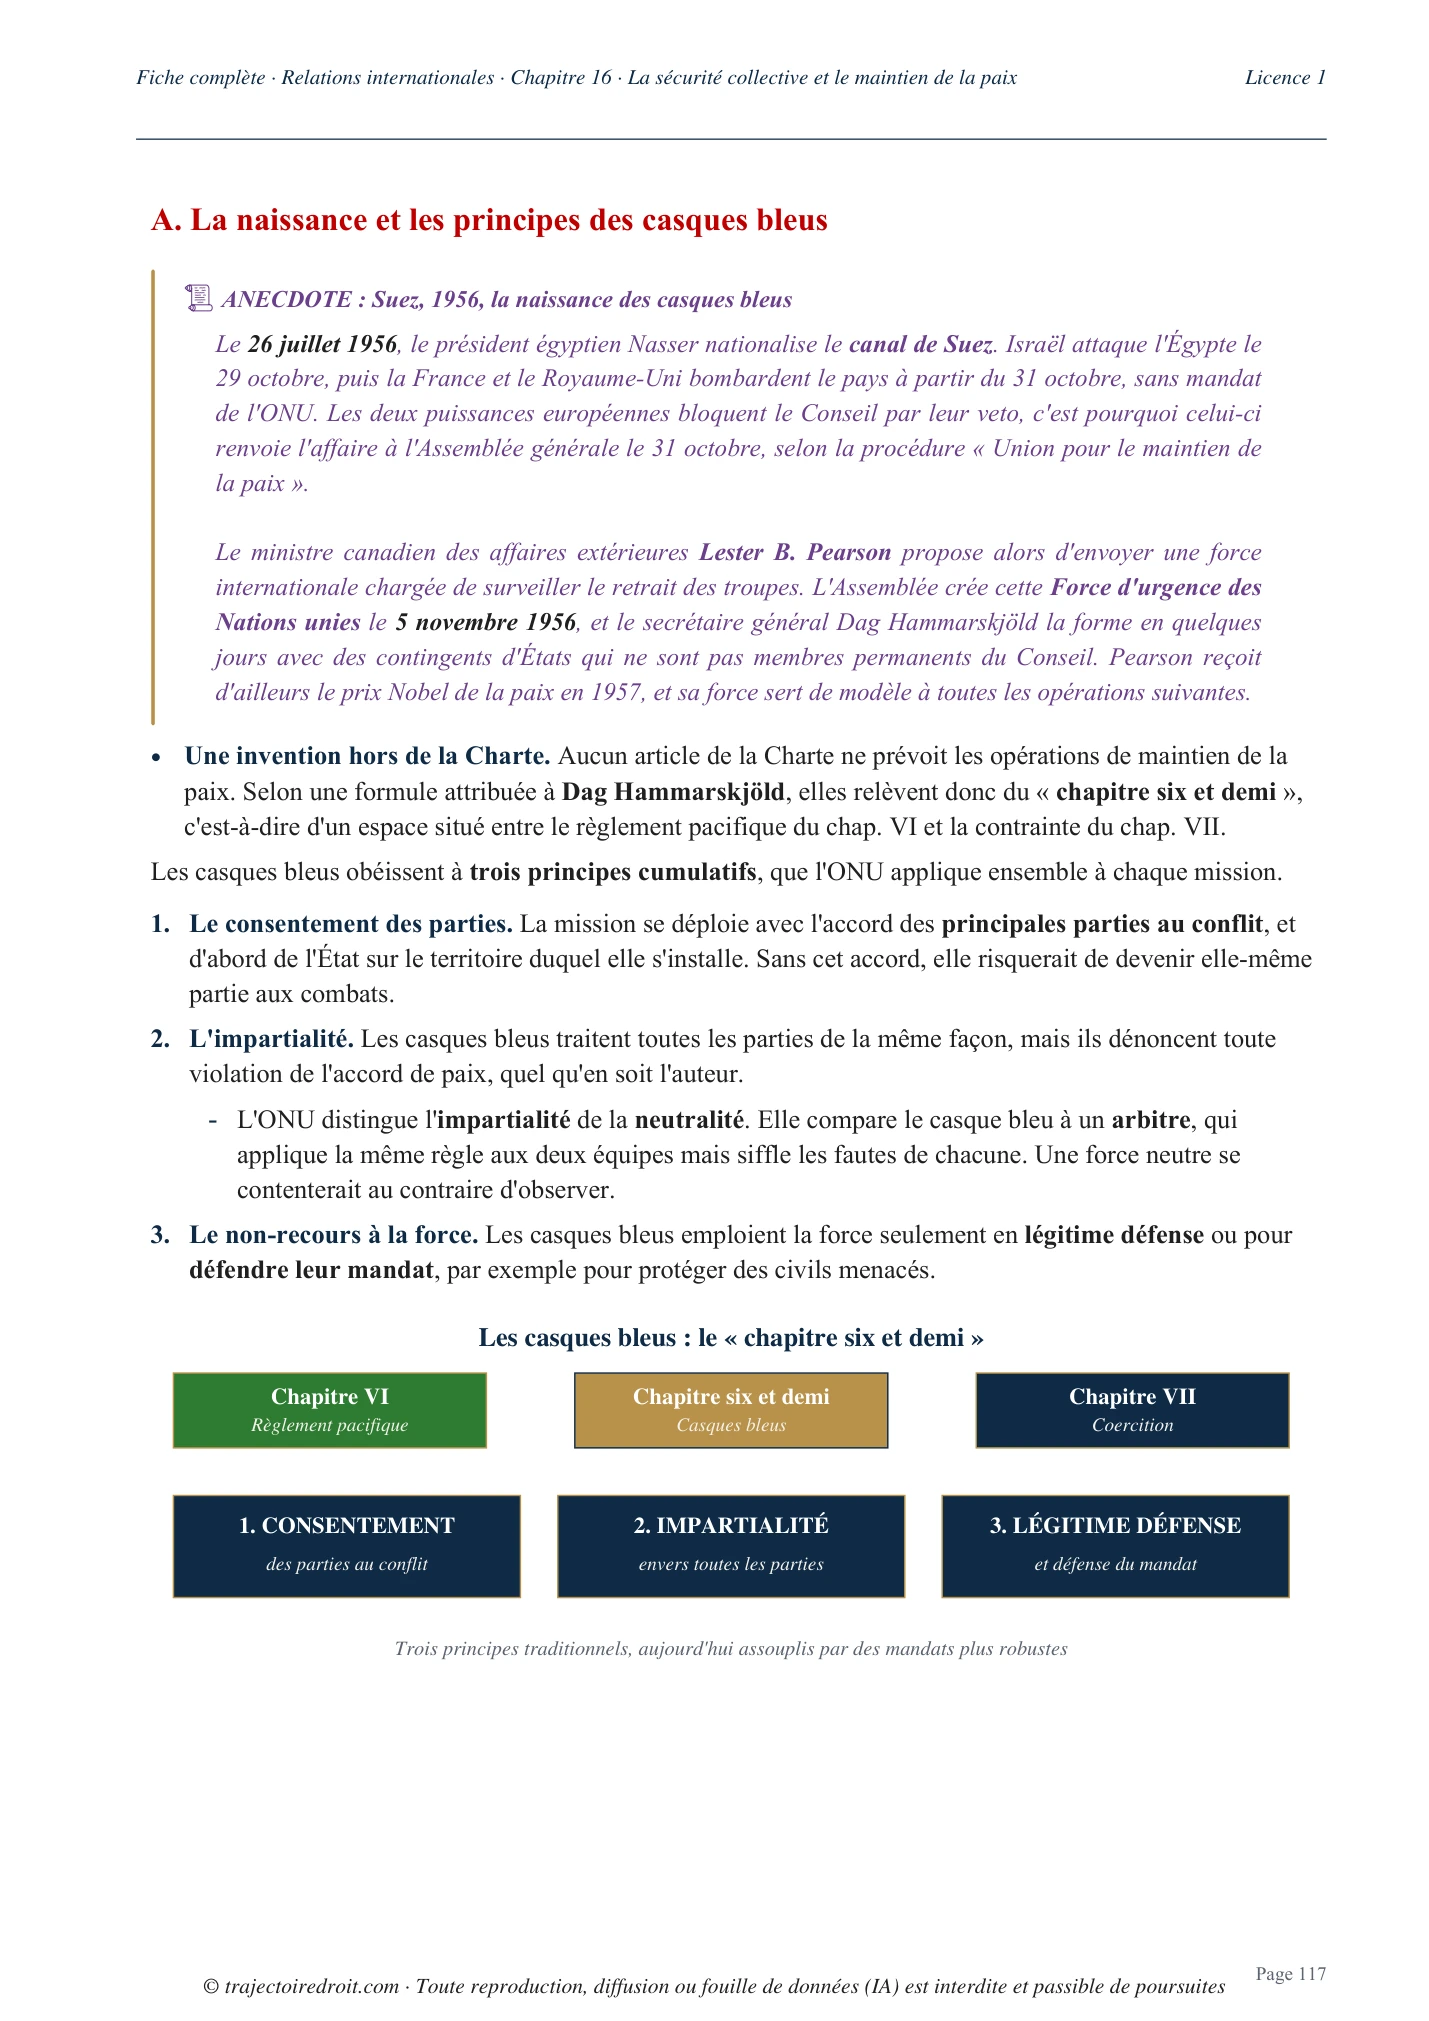 Fiche complète · Relations internationales · Chapitre 16 · La sécurité collective et le maintien de la paix Licence 1
A. La naissance et les principes des casques bleus
ANECDOTE : Suez, 1956, la naissance des casques bleus
Le 26 juillet 1956, le président égyptien Nasser nationalise le canal de Suez. Israël attaque l'Égypte le
29 octobre, puis la France et le Royaume-Uni bombardent le pays à partir du 31 octobre, sans mandat
de l'ONU. Les deux puissances européennes bloquent le Conseil par leur veto, c'est pourquoi celui-ci
renvoie l'affaire à l'Assemblée générale le 31 octobre, selon la procédure « Union pour le maintien de
la paix ».
Le ministre canadien des affaires extérieures Lester B. Pearson propose alors d'envoyer une force
internationale chargée de surveiller le retrait des troupes. L'Assemblée crée cette Force d'urgence des
Nations unies le 5 novembre 1956, et le secrétaire général Dag Hammarskjöld la forme en quelques
jours avec des contingents d'États qui ne sont pas membres permanents du Conseil. Pearson reçoit
d'ailleurs le prix Nobel de la paix en 1957, et sa force sert de modèle à toutes les opérations suivantes.
• Une invention hors de la Charte. Aucun article de la Charte ne prévoit les opérations de maintien de la
paix. Selon une formule attribuée à Dag Hammarskjöld, elles relèvent donc du « chapitre six et demi »,
c'est-à-dire d'un espace situé entre le règlement pacifique du chap. VI et la contrainte du chap. VII.
Les casques bleus obéissent à trois principes cumulatifs, que l'ONU applique ensemble à chaque mission.
1. Le consentement des parties. La mission se déploie avec l'accord des principales parties au conflit, et
d'abord de l'État sur le territoire duquel elle s'installe. Sans cet accord, elle risquerait de devenir elle-même
partie aux combats.
2. L'impartialité. Les casques bleus traitent toutes les parties de la même façon, mais ils dénoncent toute
violation de l'accord de paix, quel qu'en soit l'auteur.
- L'ONU distingue l'impartialité de la neutralité. Elle compare le casque bleu à un arbitre, qui
applique la même règle aux deux équipes mais siffle les fautes de chacune. Une force neutre se
contenterait au contraire d'observer.
3. Le non-recours à la force. Les casques bleus emploient la force seulement en légitime défense ou pour
défendre leur mandat, par exemple pour protéger des civils menacés.
Les casques bleus : le « chapitre six et demi »
Chapitre VI Chapitre six et demi Chapitre VII
Règlement pacifique Casques bleus Coercition
1. CONSENTEMENT 2. IMPARTIALITÉ 3. LÉGITIME DÉFENSE
des parties au conflit envers toutes les parties et défense du mandat
Trois principes traditionnels, aujourd'hui assouplis par des mandats plus robustes
© trajectoiredroit.com · Toute reproduction, diffusion ou fouille de données (IA) est interdite et passible de poursuites Page 117